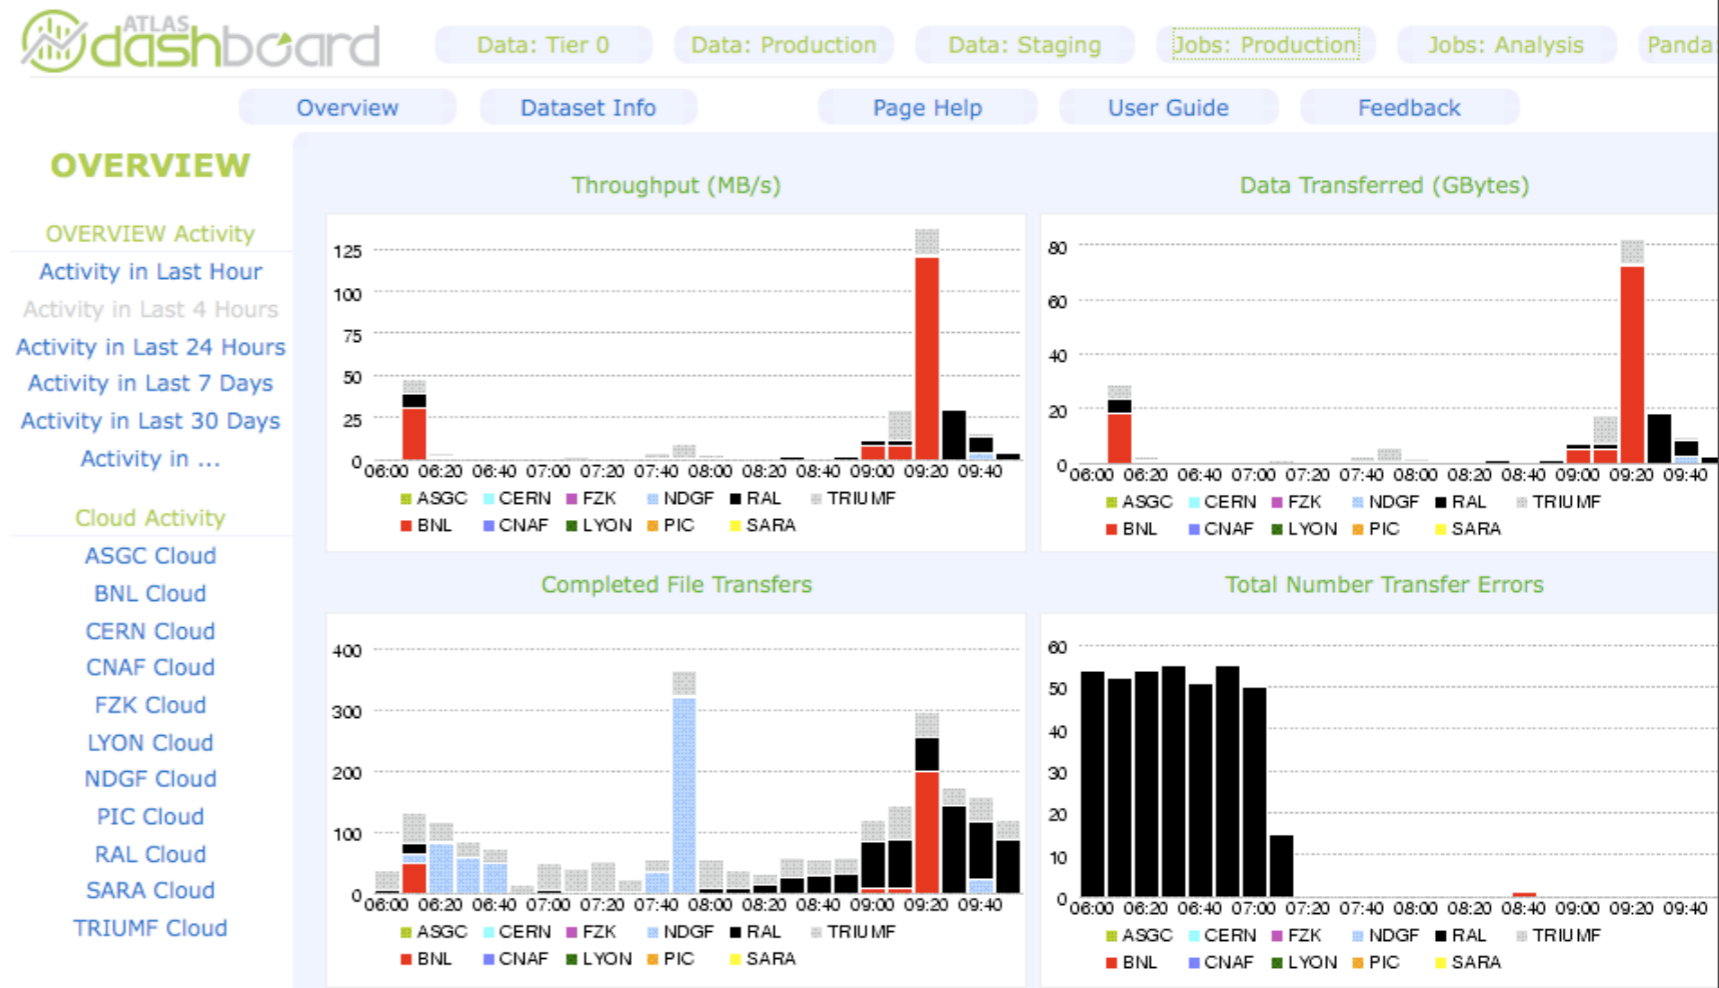 ATLAS
dashboard
Data: Tier 0
Data: Production
Data: Staging
Jobs: Production
Jobs: Analysis
Panda:
Overview
Dataset Info
Page Help
User Guide
Feedback
OVERVIEW
OVERVIEW Activity
Activity in Last Hour
Activity in Last 4 Hours
Activity in Last 24 Hours
Activity in Last 7 Days
Activity in Last 30 Days
Activity in ...
Cloud Activity
ASGC Cloud
BNL Cloud
CERN Cloud
CNAF Cloud
FZK Cloud
LYON Cloud
NDGF Cloud
PIC Cloud
RAL Cloud
SARA Cloud
TRIUMF Cloud
Throughput (MB/s)
125
100
75
50
25
0
06:00 06:20 06:40 07:00 07:20 07:40 08:00 08:20 08:40 09:00 09:20 09:40
ASGC CERN FZK NDGF RAL TRIUMF
BNL CNAF LYON PIC SARA
Data Transferred (GBytes)
80
60
40
20
0
06:00 06:20 06:40 07:00 07:20 07:40 08:00 08:20 08:40 09:00 09:20 09:40
ASGC CERN FZK NDGF RAL TRIUMF
BNL CNAF LYON PIC SARA
Completed File Transfers
400
300
200
100
0
06:00 06:20 06:40 07:00 07:20 07:40 08:00 08:20 08:40 09:00 09:20 09:40
ASGC CERN FZK NDGF RAL TRIUMF
BNL CNAF LYON PIC SARA
Total Number Transfer Errors
60
50
40
30
20
10
0
06:00 06:20 06:40 07:00 07:20 07:40 08:00 08:20 08:40 09:00 09:20 09:40
ASGC CERN FZK NDGF RAL TRIUMF
BNL CNAF LYON PIC SARA